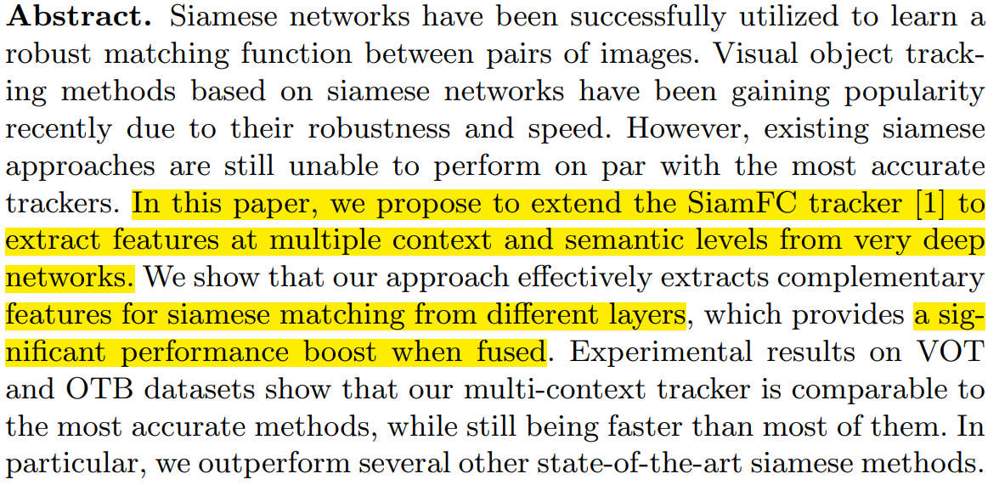 Abstract. Siamese networks have been successfully utilized to learn a
robust matching function between pairs of images. Visual object track-
ing methods based on siamese networks have been gaining popularity
recently due to their robustness and speed. However, existing siamese
approaches are still unable to perform on par with the most accurate
trackers. In this paper, we propose to extend the SiamFC tracker [1] to
extract features at multiple context and semantic levels from very deep
networks. We show that our approach effectively extracts complementary
features for siamese matching from different layers, which provides a sig-
nificant performance boost when fused. Experimental results on VOT
and OTB datasets show that our multi-context tracker is comparable to
the most accurate methods, while still being faster than most of them. In
particular, we outperform several other state-of-the-art siamese methods.